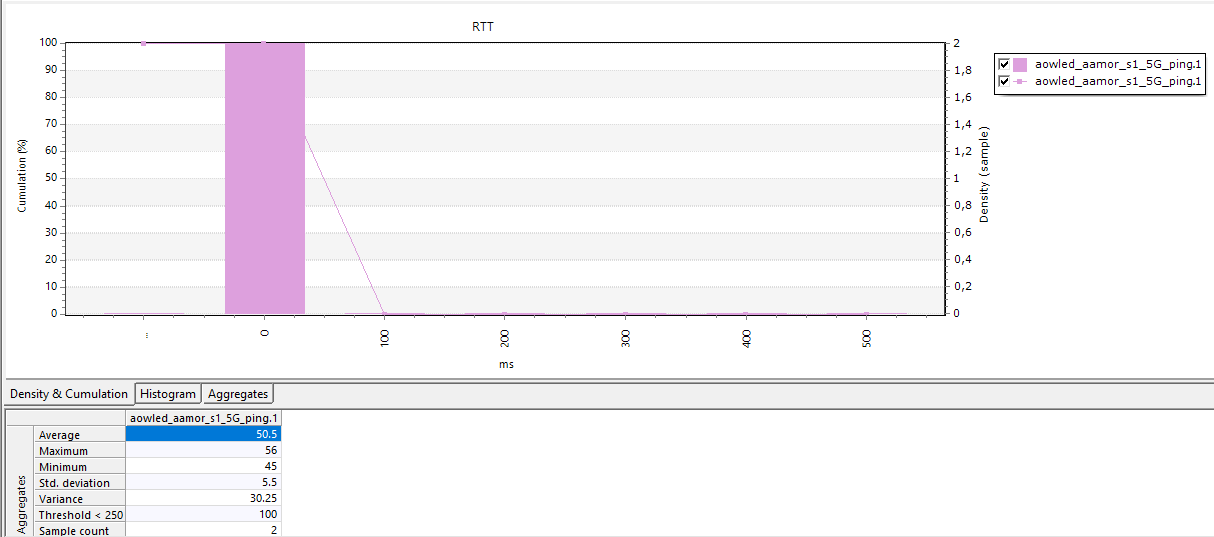 RTT
100
90
80
70
60
50
40
30
20
10
0
Cumulation (%)
2
1,8
1,6
1,4
1,2
1
0,8
0,6
0,4
0,2
0
Density (sample)
...
0
100
200
300
400
500
ms
aowled_aamor_s1_5G_ping.1
aowled_aamor_s1_5G_ping.1
Density & Cumulation Histogram Aggregates
aowled_aamor_s1_5G_ping.1
Aggregates
Average 50.5
Maximum 56
Minimum 45
Std. deviation 5.5
Variance 30.25
Threshold < 250 100
Sample count 2